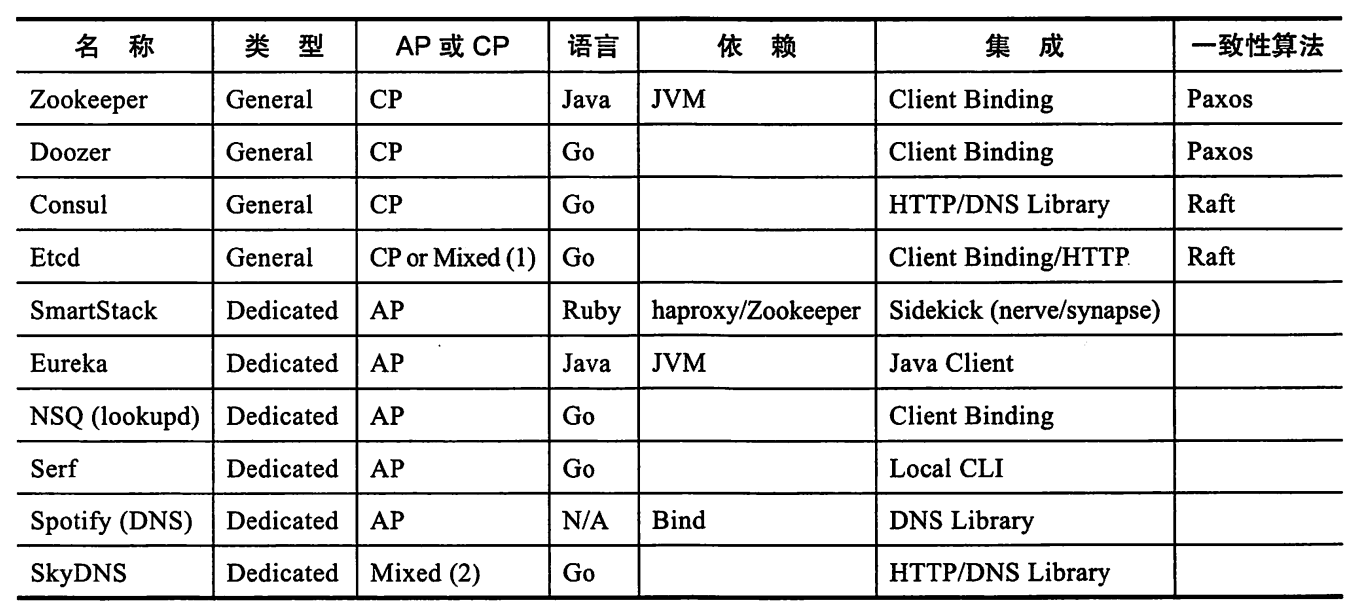 名 称 类 型 AP 或 CP 语言 依 赖 集 成 一致性算法
Zookeeper General CP Java JVM Client Binding Paxos
Doozer General CP Go Client Binding Paxos
Consul General CP Go HTTP/DNS Library Raft
Etcd General CP or Mixed (1) Go Client Binding/HTTP Raft
SmartStack Dedicated AP Ruby haproxy/Zookeeper Sidekick (nerve/synapse)
Eureka Dedicated AP Java JVM Java Client
NSQ (lookupd) Dedicated AP Go Client Binding
Serf Dedicated AP Go Local CLI
Spotify (DNS) Dedicated AP N/A Bind DNS Library
SkyDNS Dedicated Mixed (2) Go HTTP/DNS Library